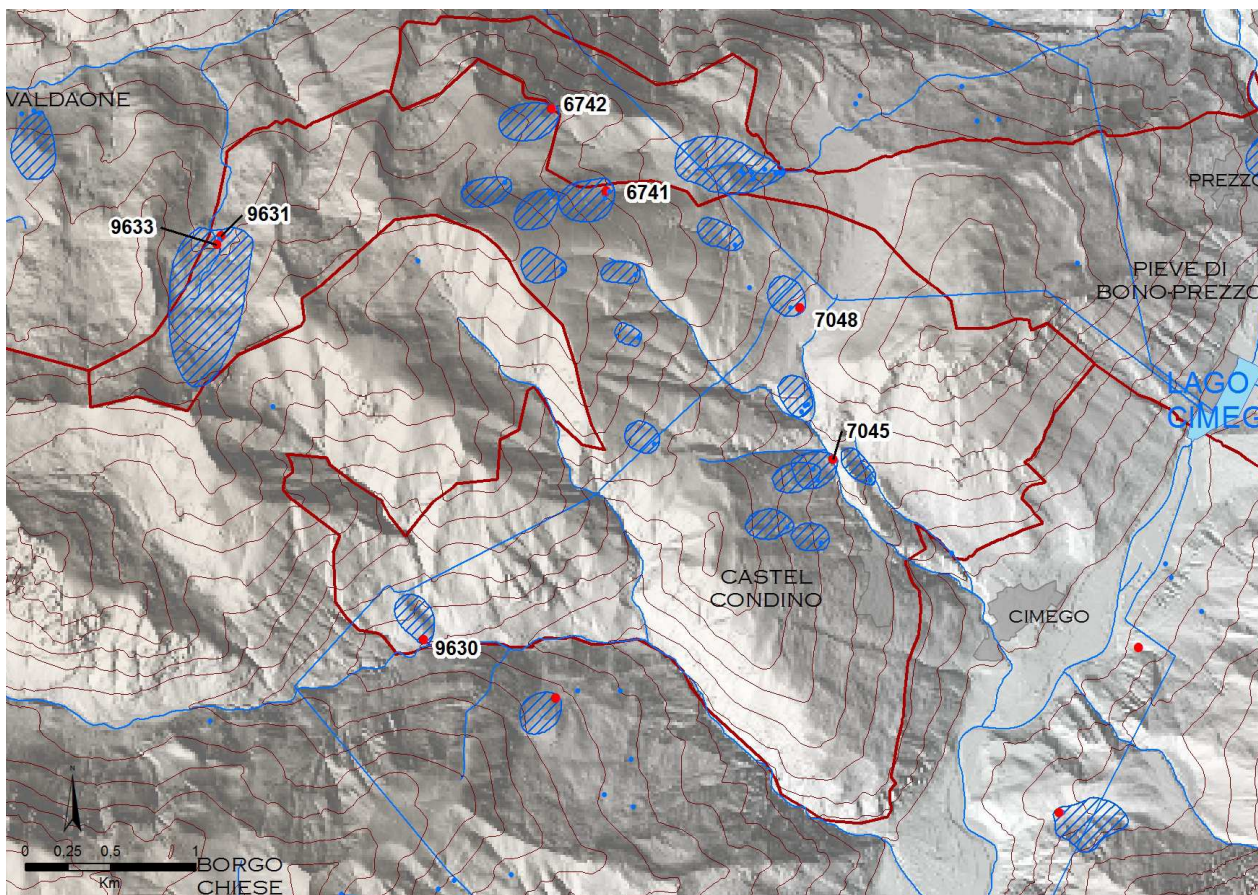 VALDAONE
6742
PREZZO
6741
9631
9633
PIEVE DI
BONO-PREZZO
7048
LAGO
CIMEG
7045
CASTEL
CONDINO
CIMEGO
9630
N
0 0,25 0,5 1
Km
BORGO
CHIESE